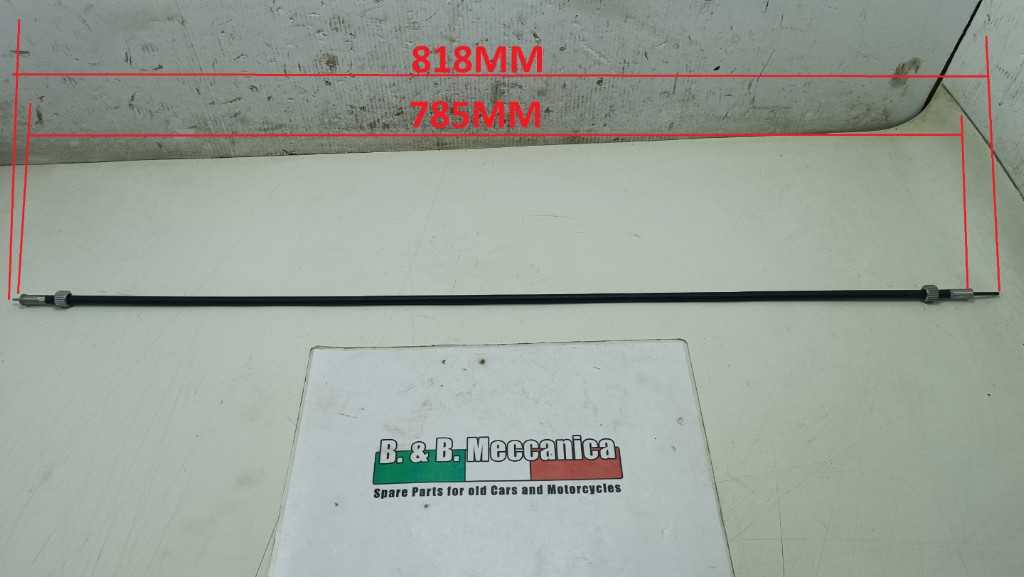 818MM
785MM
B. & B. Meccanica
Spare Parts for old Cars and Motorcycles